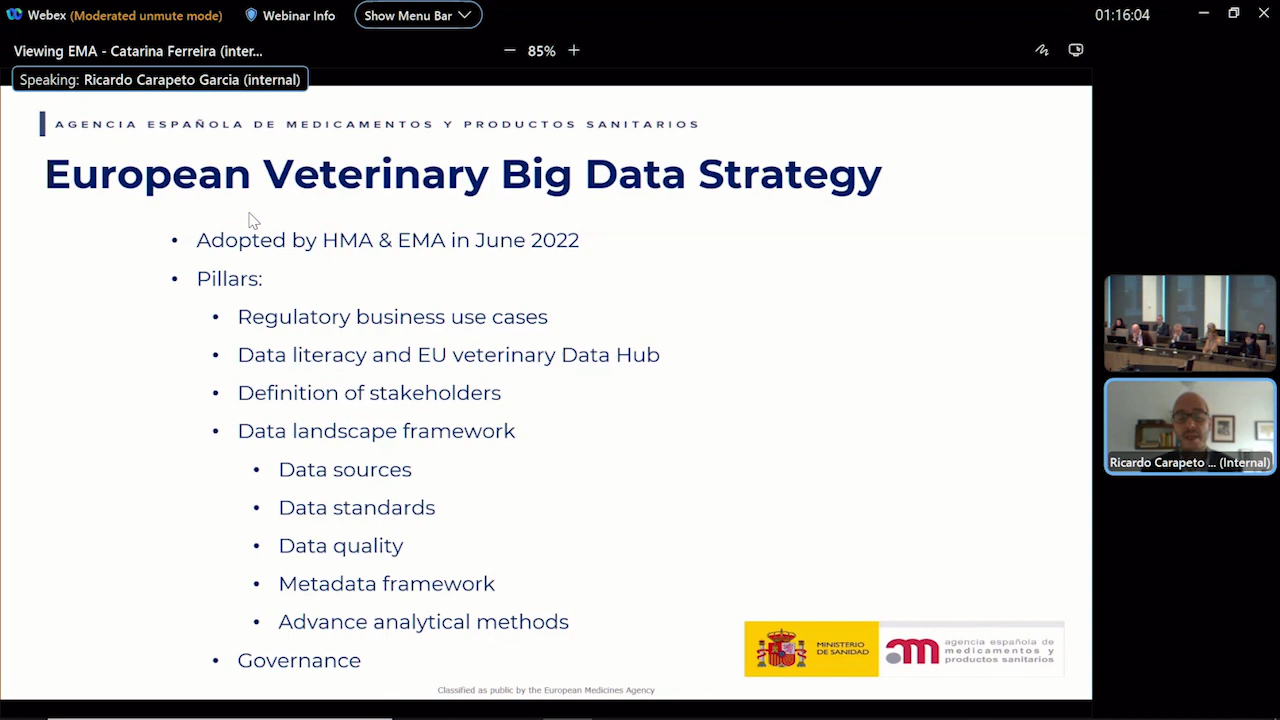 Webex (Moderated unmute mode) Webinar Info Show Menu Bar 01:16:04
Viewing EMA - Catarina Ferreira (inter... 85%
Speaking: Ricardo Carapeto Garcia (internal)
AGENCIA ESPAÑOLA DE MEDICAMENTOS Y PRODUCTOS SANITARIOS
European Veterinary Big Data Strategy
• Adopted by HMA & EMA in June 2022
• Pillars:
• Regulatory business use cases
• Data literacy and EU veterinary Data Hub
• Definition of stakeholders
• Data landscape framework
• Data sources
• Data standards
• Data quality
• Metadata framework
• Advance analytical methods
• Governance
MINISTERIO
DE SANIDAD
am
agencia española de
medicamentos y
productos sanitarios
Classified as public by the European Medicines Agency
Ricardo Carapeto ... (Internal)